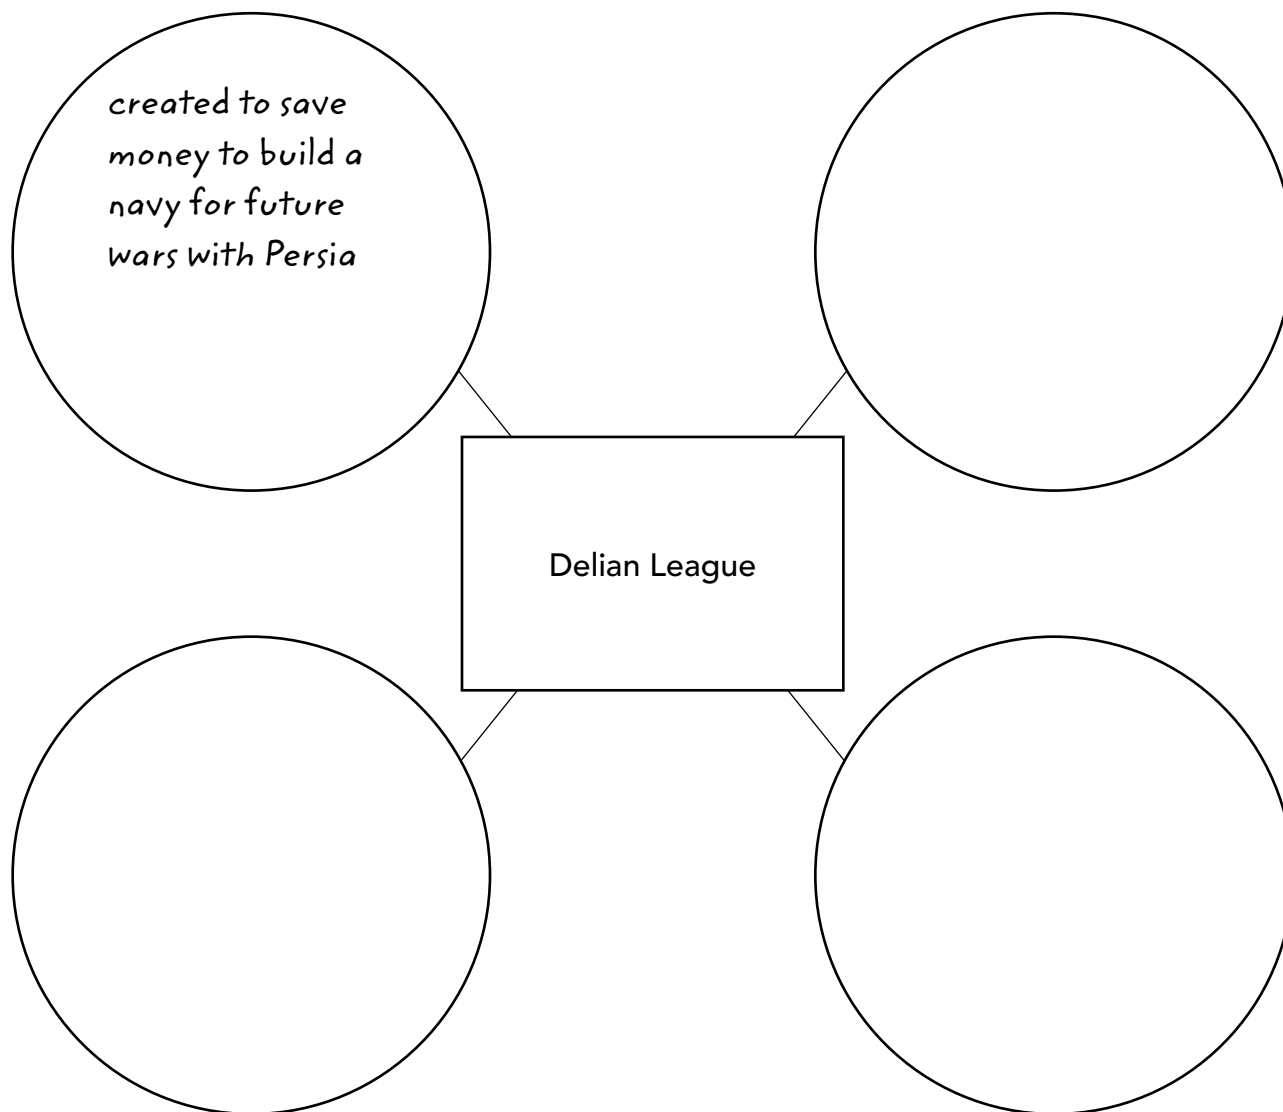 created to save
money to build a
navy for future
wars with Persia
Delian League